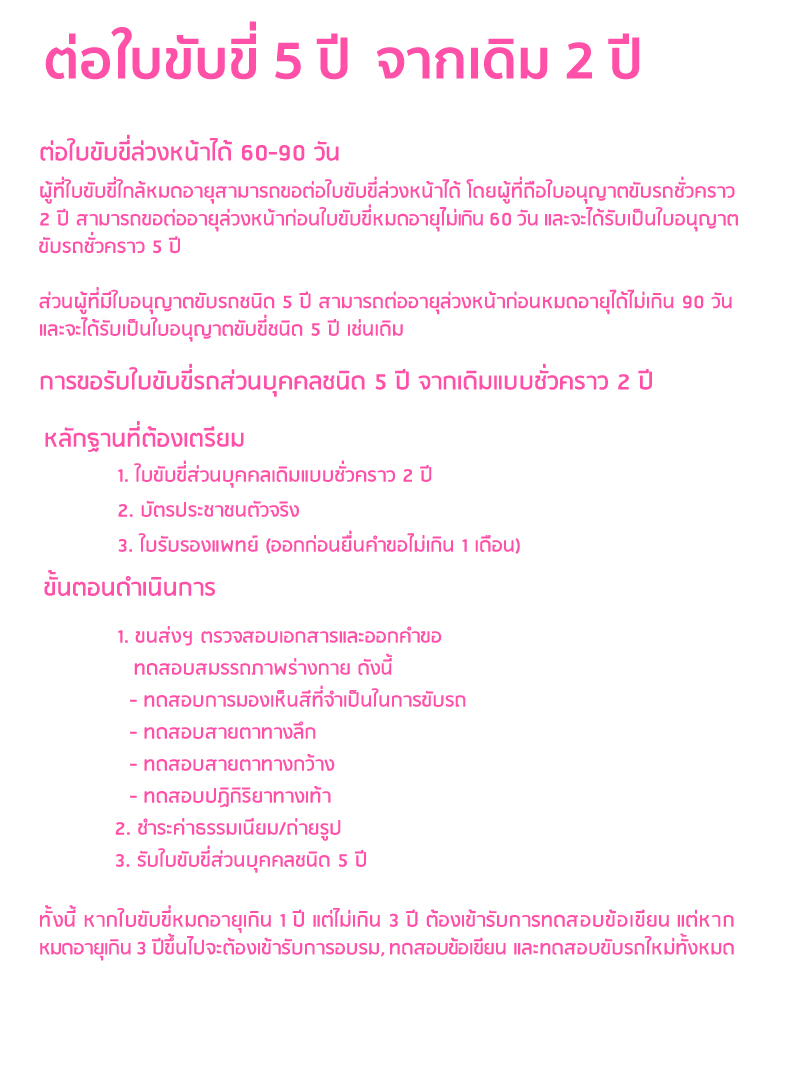 ต่อใบขับขี่ 5 ปี จากเดิม 2 ปี
ต่อใบขับขี่ล่วงหน้าได้ 60-90 วัน
ผู้ที่ใบขับขี่ใกล้หมดอายุสามารถขอต่อใบขับขี่ล่วงหน้าได้ โดยผู้ที่ถือใบอนุญาตขับรถชั่วคราว
2 ปี สามารถขอต่ออายุล่วงหน้าก่อนใบขับขี่หมดอายุไม่เกิน 60 วัน และจะได้รับเป็นใบอนุญาต
ขับรถชั่วคราว 5 ปี
ส่วนผู้ที่มีใบอนุญาตขับรถชนิด 5 ปี สามารถต่ออายุล่วงหน้าก่อนหมดอายุได้ไม่เกิน 90 วัน
และจะได้รับเป็นใบอนุญาตขับขี่ชนิด 5 ปี เช่นเดิม
การขอรับใบขับขี่รถส่วนบุคคลชนิด 5 ปี จากเดิมแบบชั่วคราว 2 ปี
หลักฐานที่ต้องเตรียม
1. ใบขับขี่ส่วนบุคคลเดิมแบบชั่วคราว 2 ปี
2. บัตรประชาชนตัวจริง
3. ใบรับรองแพทย์ (ออกก่อนยื่นคำขอไม่เกิน 1 เดือน)
ขั้นตอนดำเนินการ
1. ขนส่งฯ ตรวจสอบเอกสารและออกคำขอ
ทดสอบสมรรถภาพร่างกาย ดังนี้
- ทดสอบการมองเห็นสีที่จำเป็นในการขับรถ
- ทดสอบสายตาทางลึก
- ทดสอบสายตาทางกว้าง
- ทดสอบปฏิกิริยาทางเท้า
2. ชำระค่าธรรมเนียม/ถ่ายรูป
3. รับใบขับขี่ส่วนบุคคลชนิด 5 ปี
ทั้งนี้ หากใบขับขี่หมดอายุเกิน 1 ปี แต่ไม่เกิน 3 ปี ต้องเข้ารับการทดสอบข้อเขียน แต่หาก
หมดอายุเกิน 3 ปีขึ้นไปจะต้องเข้ารับการอบรม, ทดสอบข้อเขียน และทดสอบขับรถใหม่ทั้งหมด